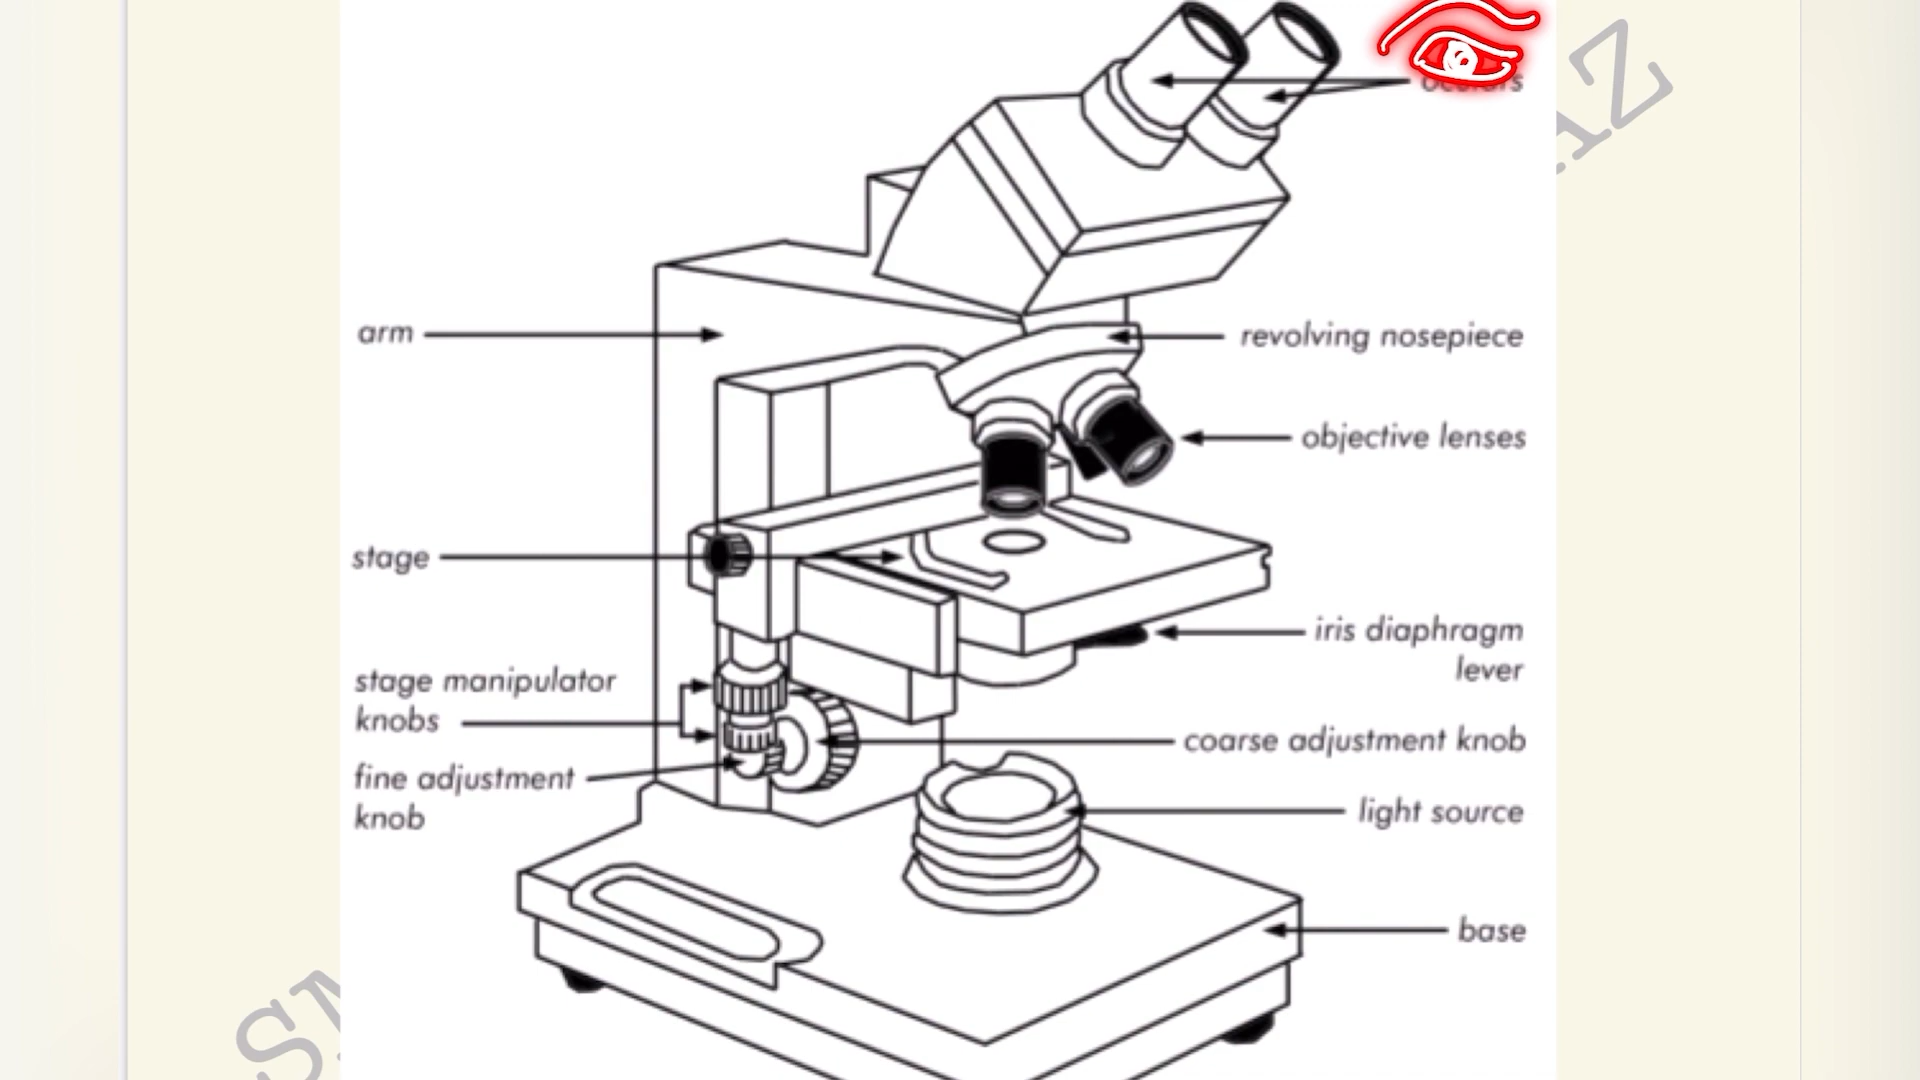 oculars
arm
revolving nosepiece
objective lenses
stage
iris diaphragm
lever
stage manipulator
knobs
coarse adjustment knob
fine adjustment
knob
light source
base